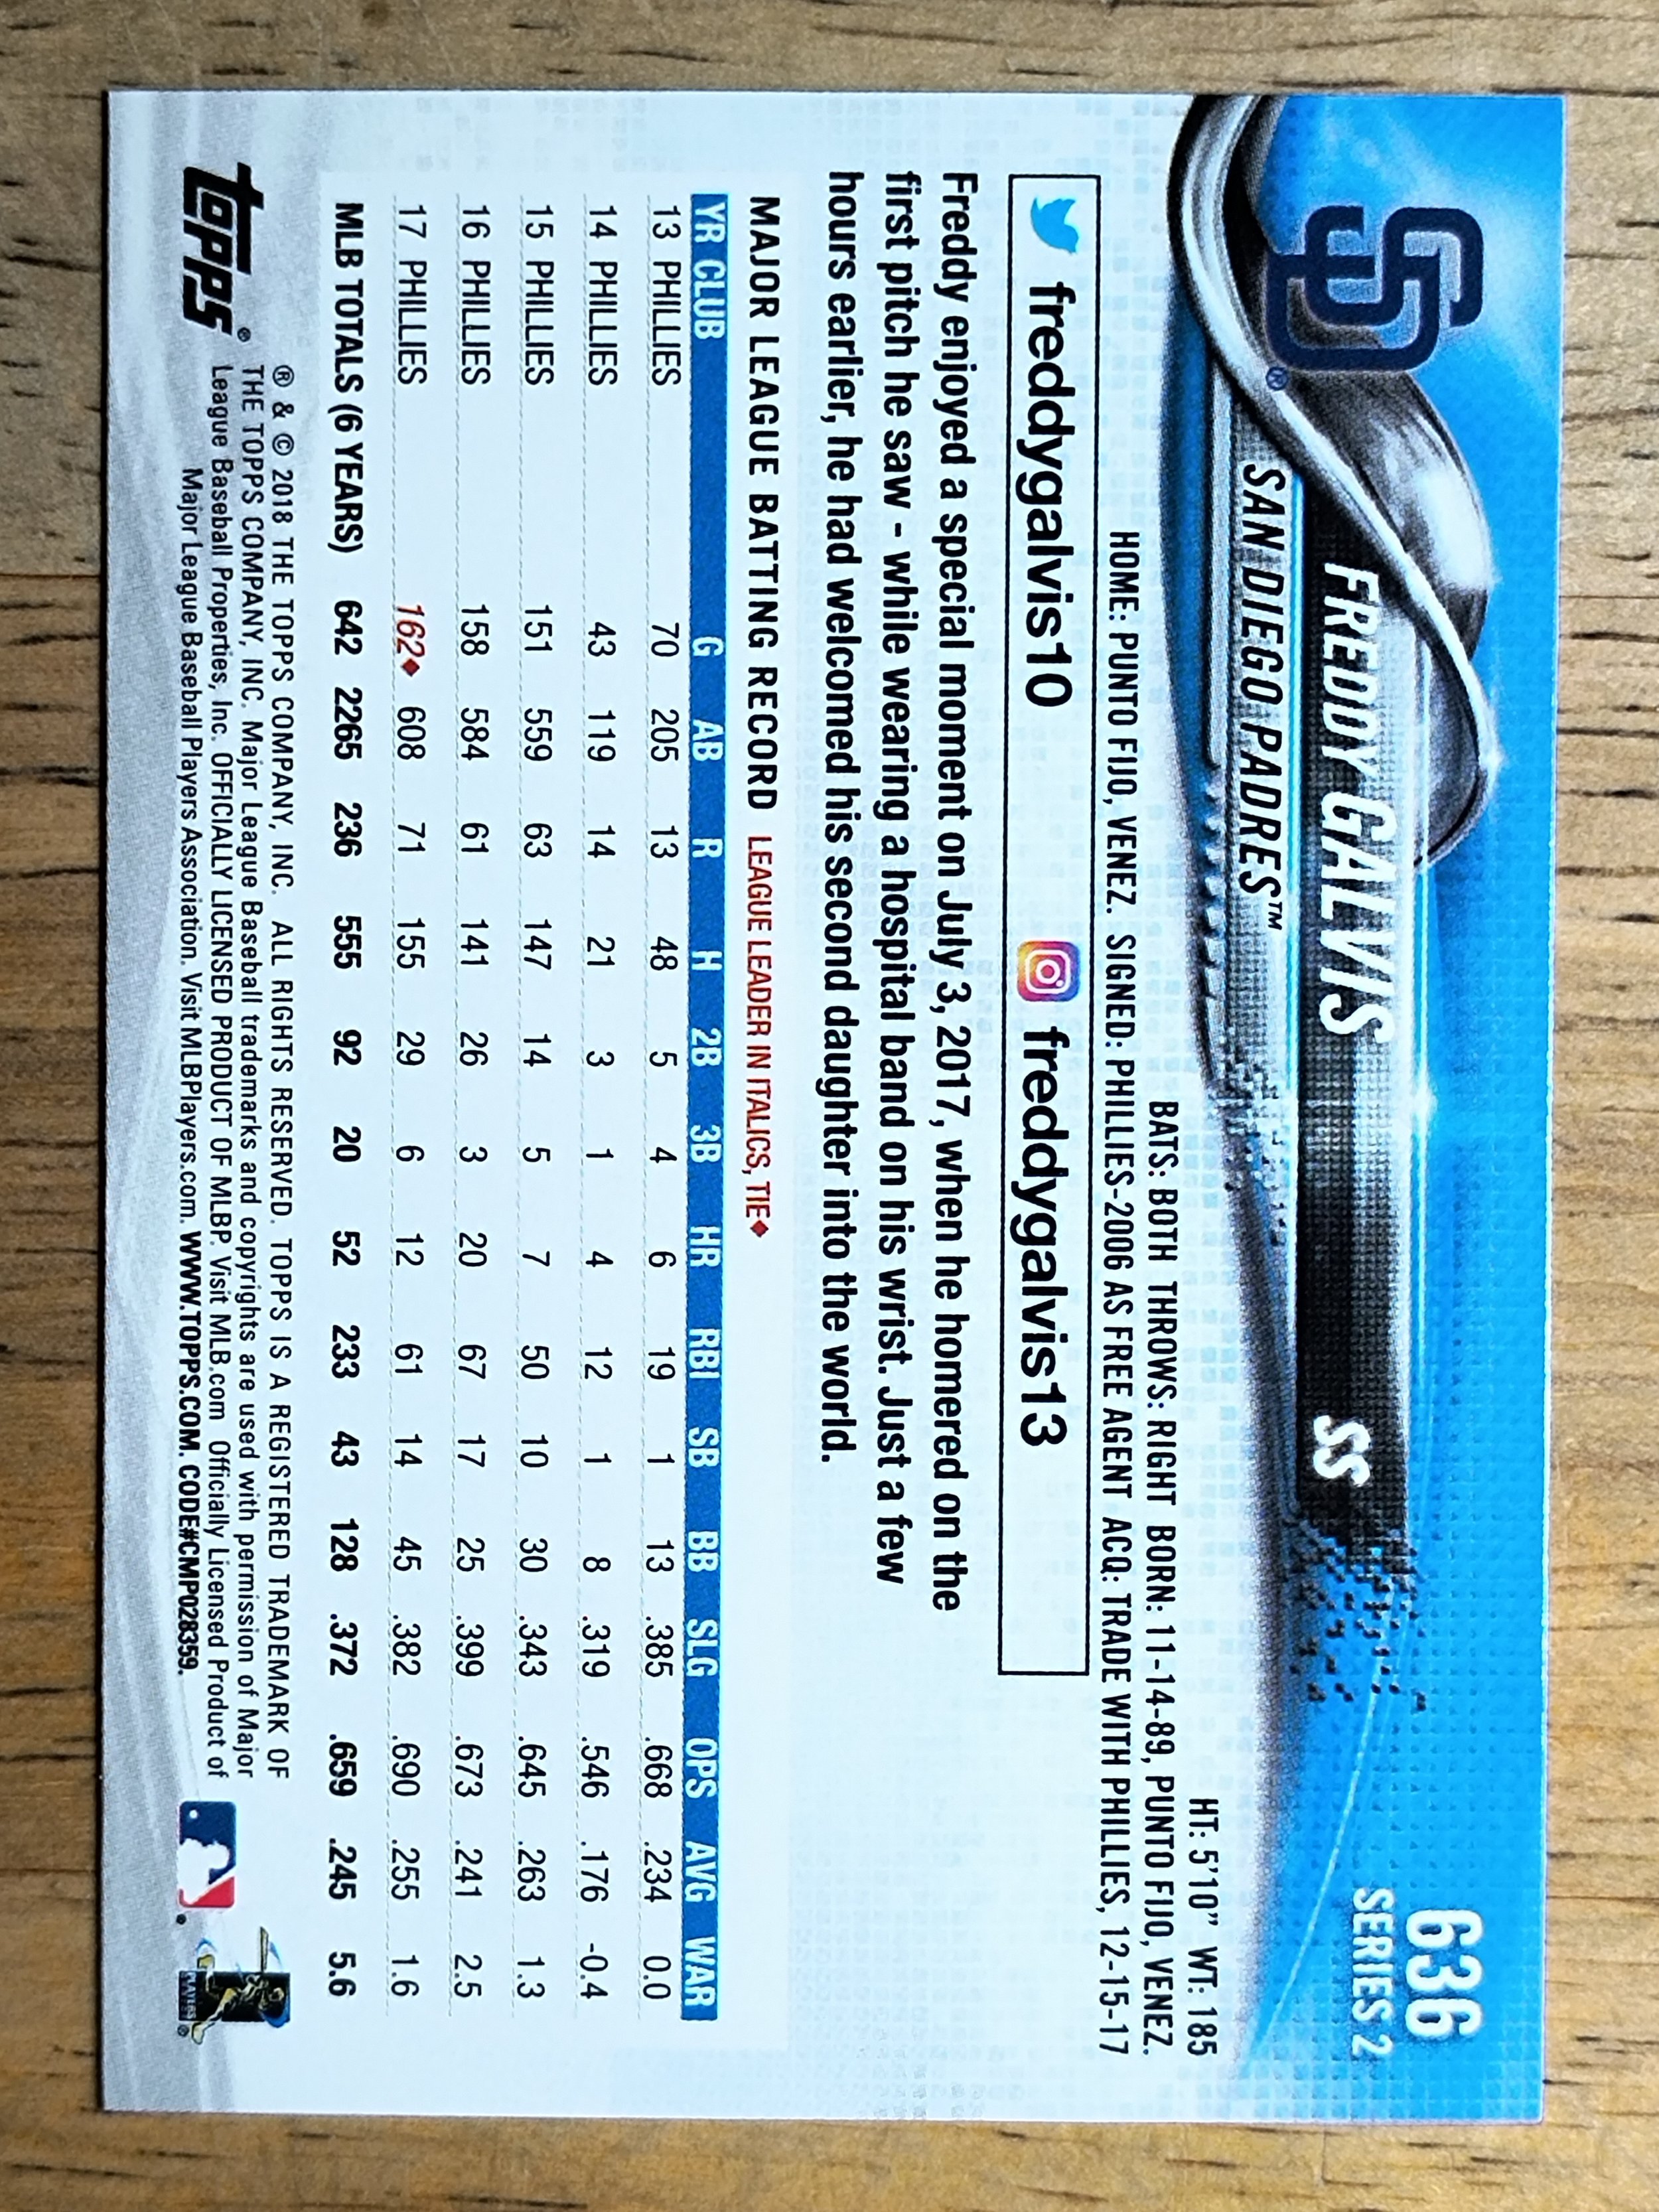 SD®
FREDDY GALVIS SS
SAN DIEGO PADRES™
636
SERIES 2
HT: 5'10" WT: 185
BATS: BOTH THROWS: RIGHT BORN: 11-14-89, PUNTO FIJO, VENEZ.
HOME: PUNTO FIJO, VENEZ. SIGNED: PHILLIES-2006 AS FREE AGENT ACQ: TRADE WITH PHILLIES, 12-15-17
freddygalvis10 freddygalvis13
Freddy enjoyed a special moment on July 3, 2017, when he homered on the
first pitch he saw - while wearing a hospital band on his wrist. Just a few
hours earlier, he had welcomed his second daughter into the world.
MAJOR LEAGUE BATTING RECORD LEAGUE LEADER IN ITALICS, TIE♦
YR CLUB G AB R H 2B 3B HR RBI SB BB SLG OPS AVG WAR
13 PHILLIES 70 205 13 48 5 4 6 19 1 13 .385 .668 .234 0.0
14 PHILLIES 43 119 14 21 3 1 4 12 1 8 .319 .546 .176 -0.4
15 PHILLIES 151 559 63 147 14 5 7 50 10 30 .343 .645 .263 1.3
16 PHILLIES 158 584 61 141 26 3 20 67 17 25 .399 .673 .241 2.5
17 PHILLIES 162♦ 608 71 155 29 6 12 61 14 45 .382 .690 .255 1.6
MLB TOTALS (6 YEARS) 642 2265 236 555 92 20 52 233 43 128 .372 .659 .245 5.6
topps®
® & © 2018 THE TOPPS COMPANY, INC. ALL RIGHTS RESERVED. TOPPS IS A REGISTERED TRADEMARK OF
THE TOPPS COMPANY, INC. Major League Baseball trademarks and copyrights are used with permission of Major
League Baseball Properties, Inc. OFFICIALLY LICENSED PRODUCT OF MLBP. Visit MLB.com Officially Licensed Product of
Major League Baseball Players Association. Visit MLBPlayers.com. WWW.TOPPS.COM. CODE#CMP028359.